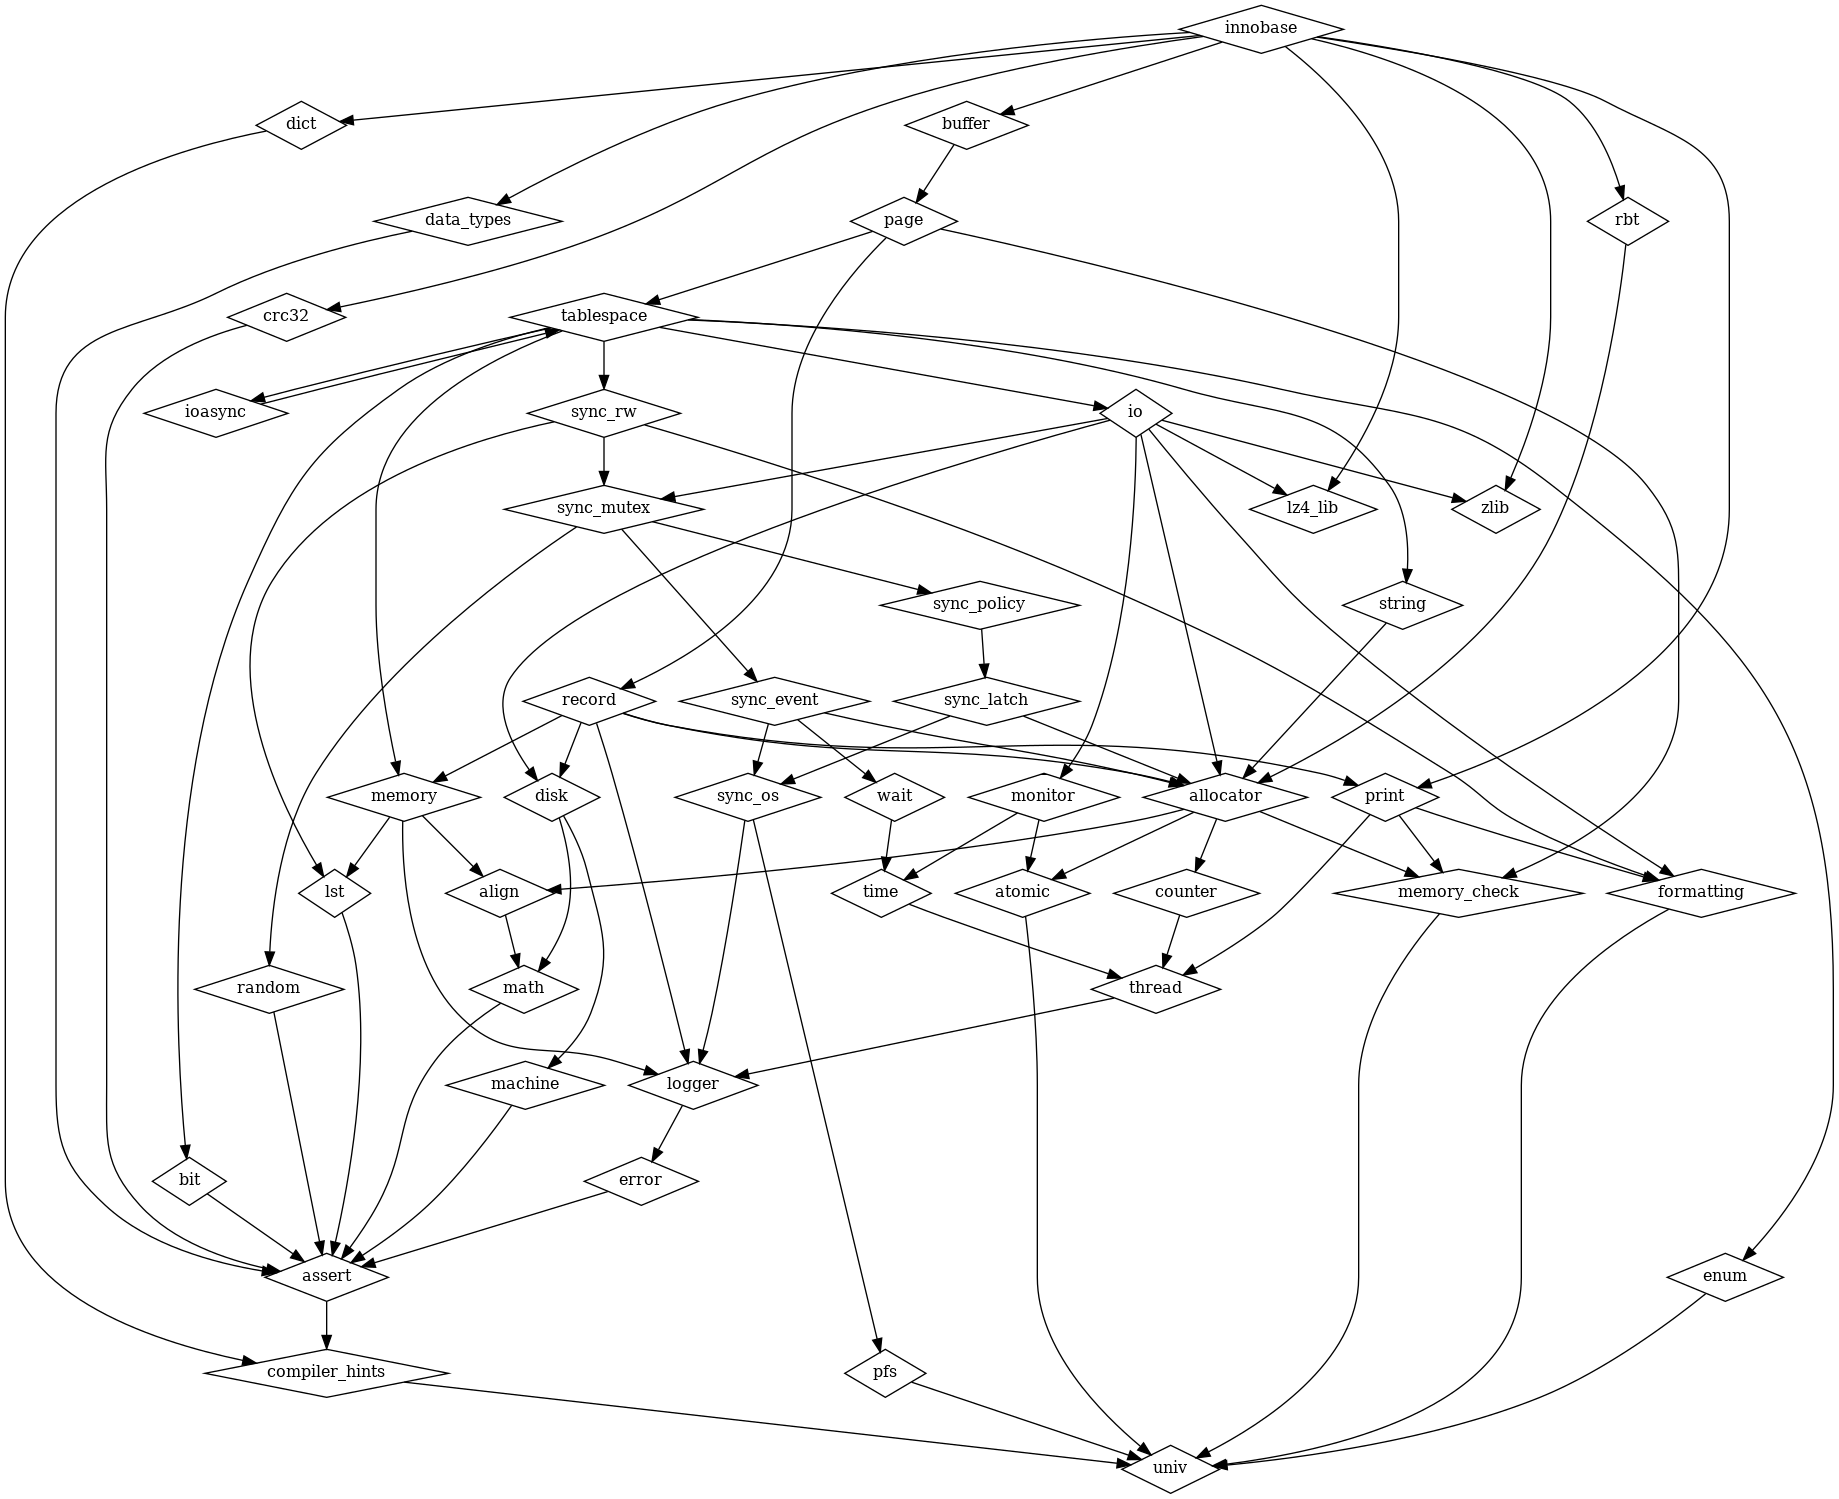 innobase
dict
buffer
data_types
page
rbt
crc32
tablespace
ioasync
sync_rw
io
sync_mutex
lz4_lib
zlib
sync_policy
string
record
sync_event
sync_latch
memory
disk
sync_os
wait
monitor
allocator
print
lst
align
time
atomic
counter
memory_check
formatting
random
math
thread
machine
logger
bit
error
assert
enum
compiler_hints
pfs
univ